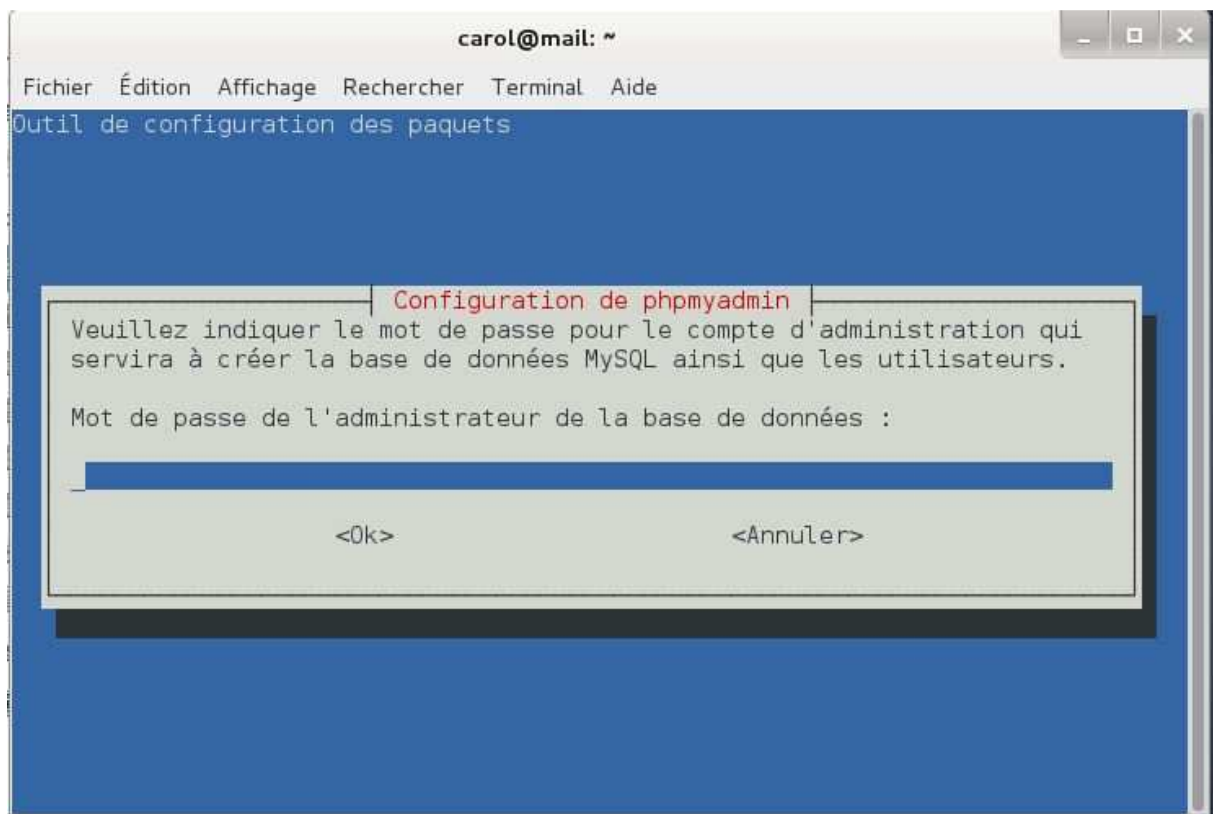 carol@mail: ~
Fichier Édition Affichage Rechercher Terminal Aide
Outil de configuration des paquets
Configuration de phpmyadmin
Veuillez indiquer le mot de passe pour le compte d'administration qui
servira à créer la base de données MySQL ainsi que les utilisateurs.
Mot de passe de l'administrateur de la base de données :
<Ok> <Annuler>